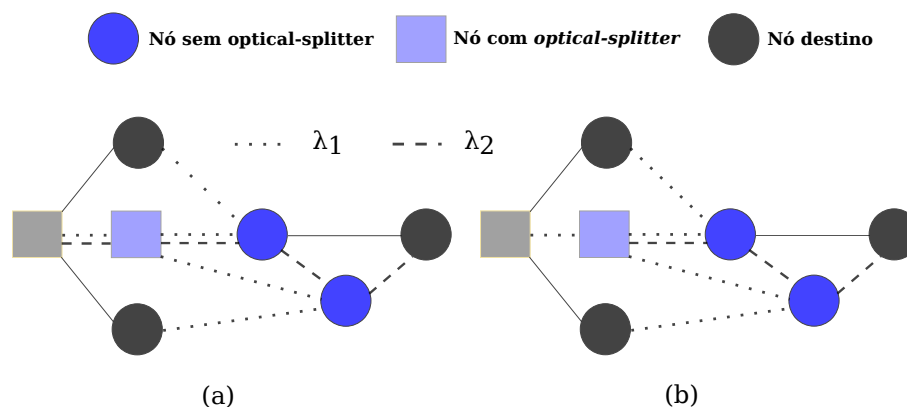 Nó sem optical-splitter Nó com optical-splitter Nó destino
λ1 λ2
(a) (b)